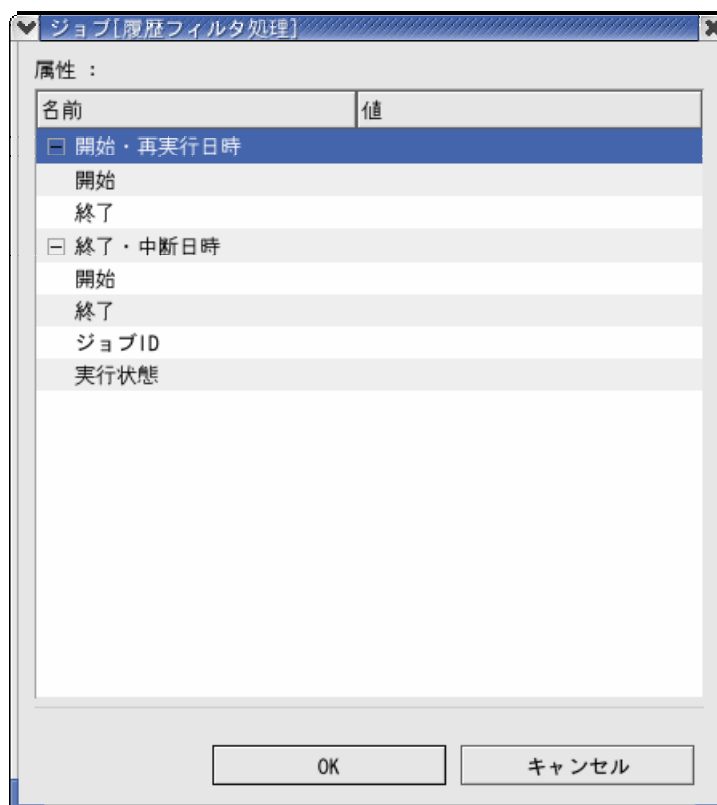 ジョブ[履歴フィルタ処理]
属性 :
名前 値
開始・再実行日時
開始
終了
終了・中断日時
開始
終了
ジョブID
実行状態
OK キャンセル